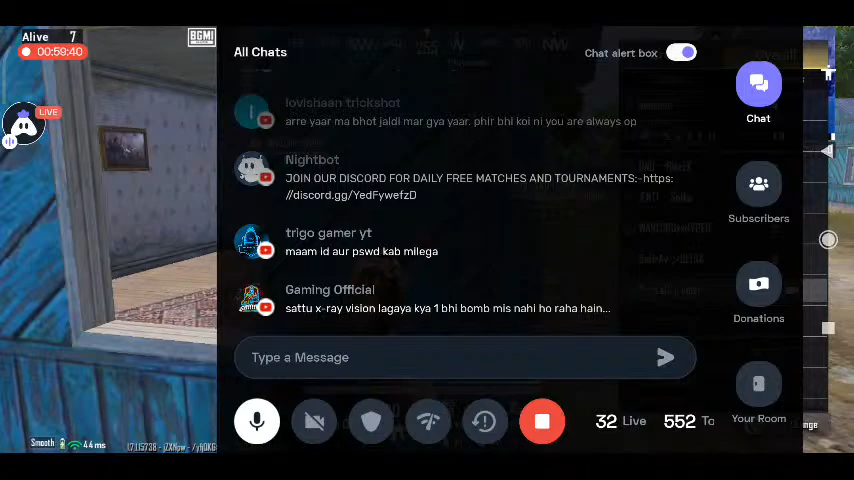 Alive 7
BGMI
00:59:40
LIVE
All Chats
Chat alert box
lovishaan trickshot
arre yaar ma bhot jaldi mar gya yaar. phir bhi koi ni you are always op
Nightbot
JOIN OUR DISCORD FOR DAILY FREE MATCHES AND TOURNAMENTS:-https:
//discord.gg/YedFywefzD
trigo gamer yt
maam id aur pswd kab milega
Gaming Official
sattu x-ray vision lagaya kya 1 bhi bomb mis nahi ho raha hain...
Type a Message
32 Live 552 To
Chat
Subscribers
Donations
Your Room
Smooth 44 ms